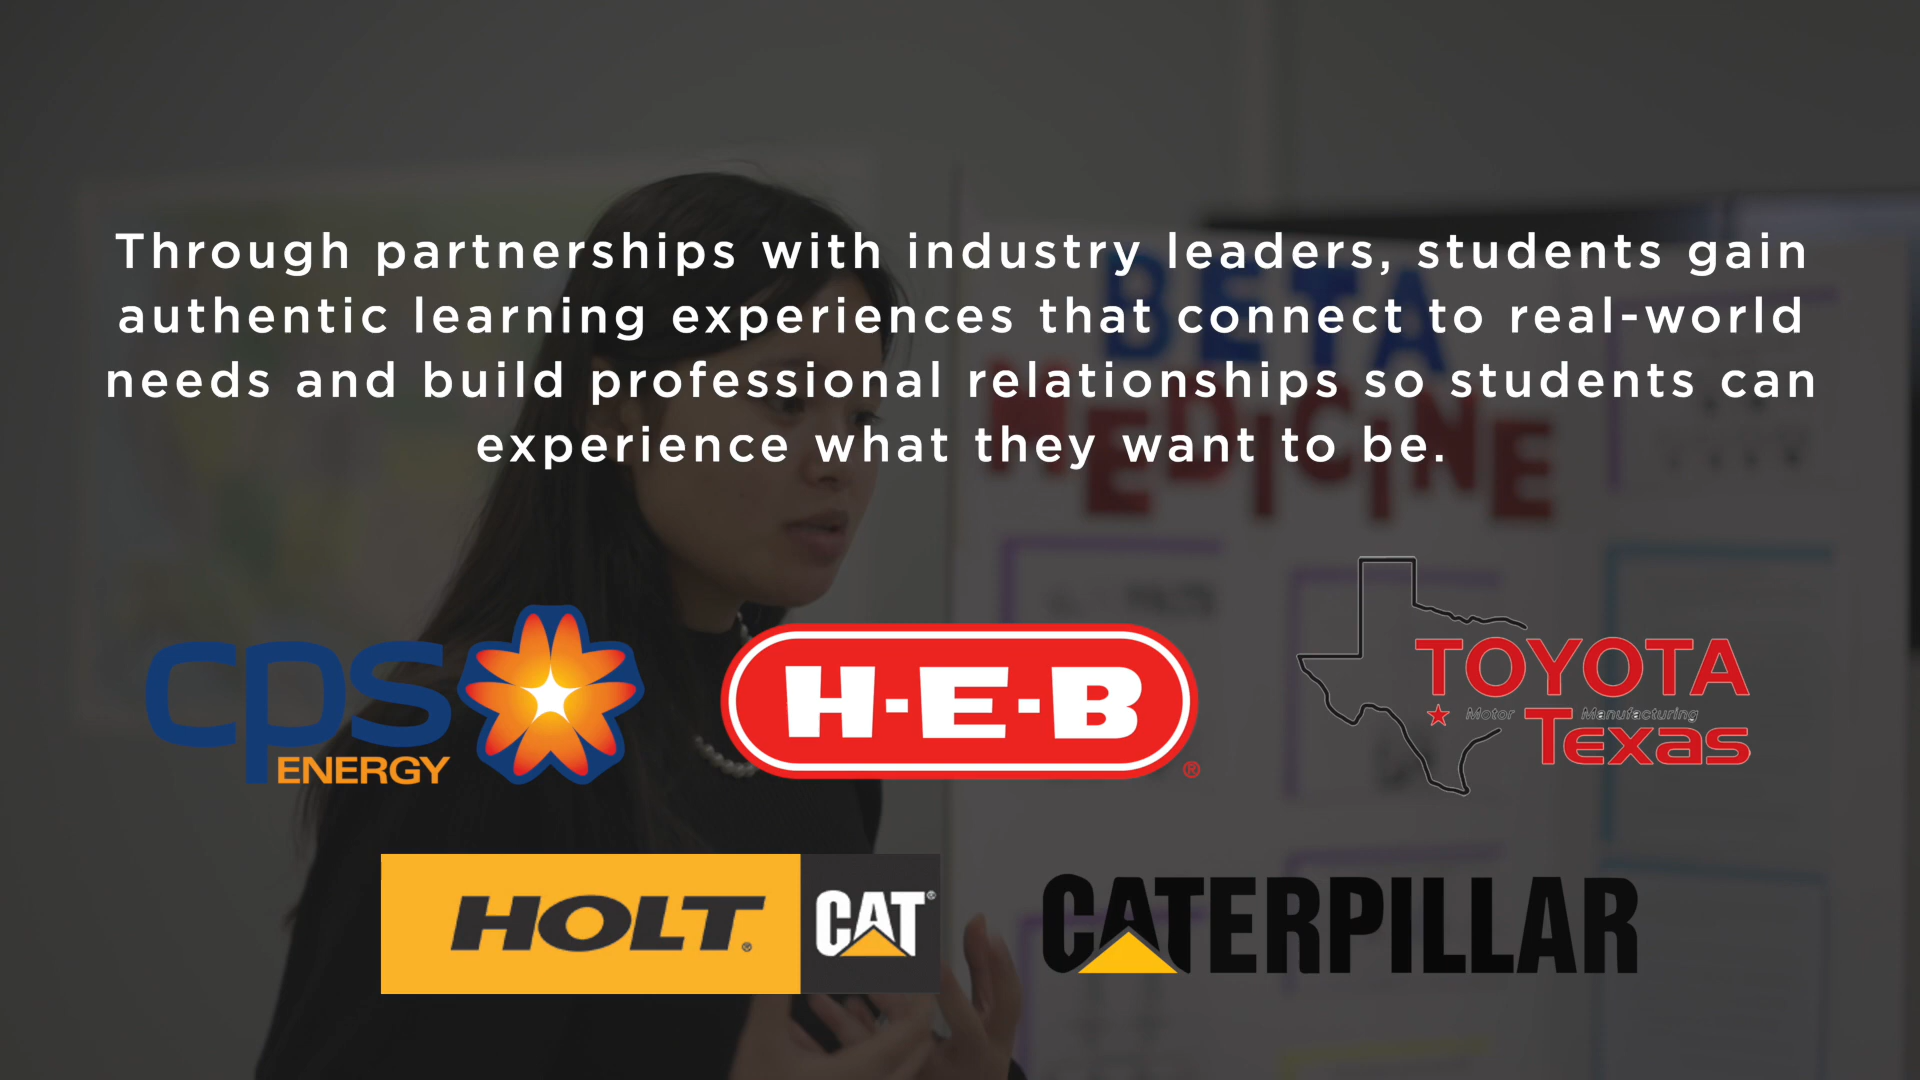 Through partnerships with industry leaders, students gain
authentic learning experiences that connect to real-world
needs and build professional relationships so students can
experience what they want to be.
BETA
MEDICINE
cps
ENERGY
H-E-B
®
TOYOTA
Motor Manufacturing
Texas
HOLT®
CAT®
CATERPILLAR